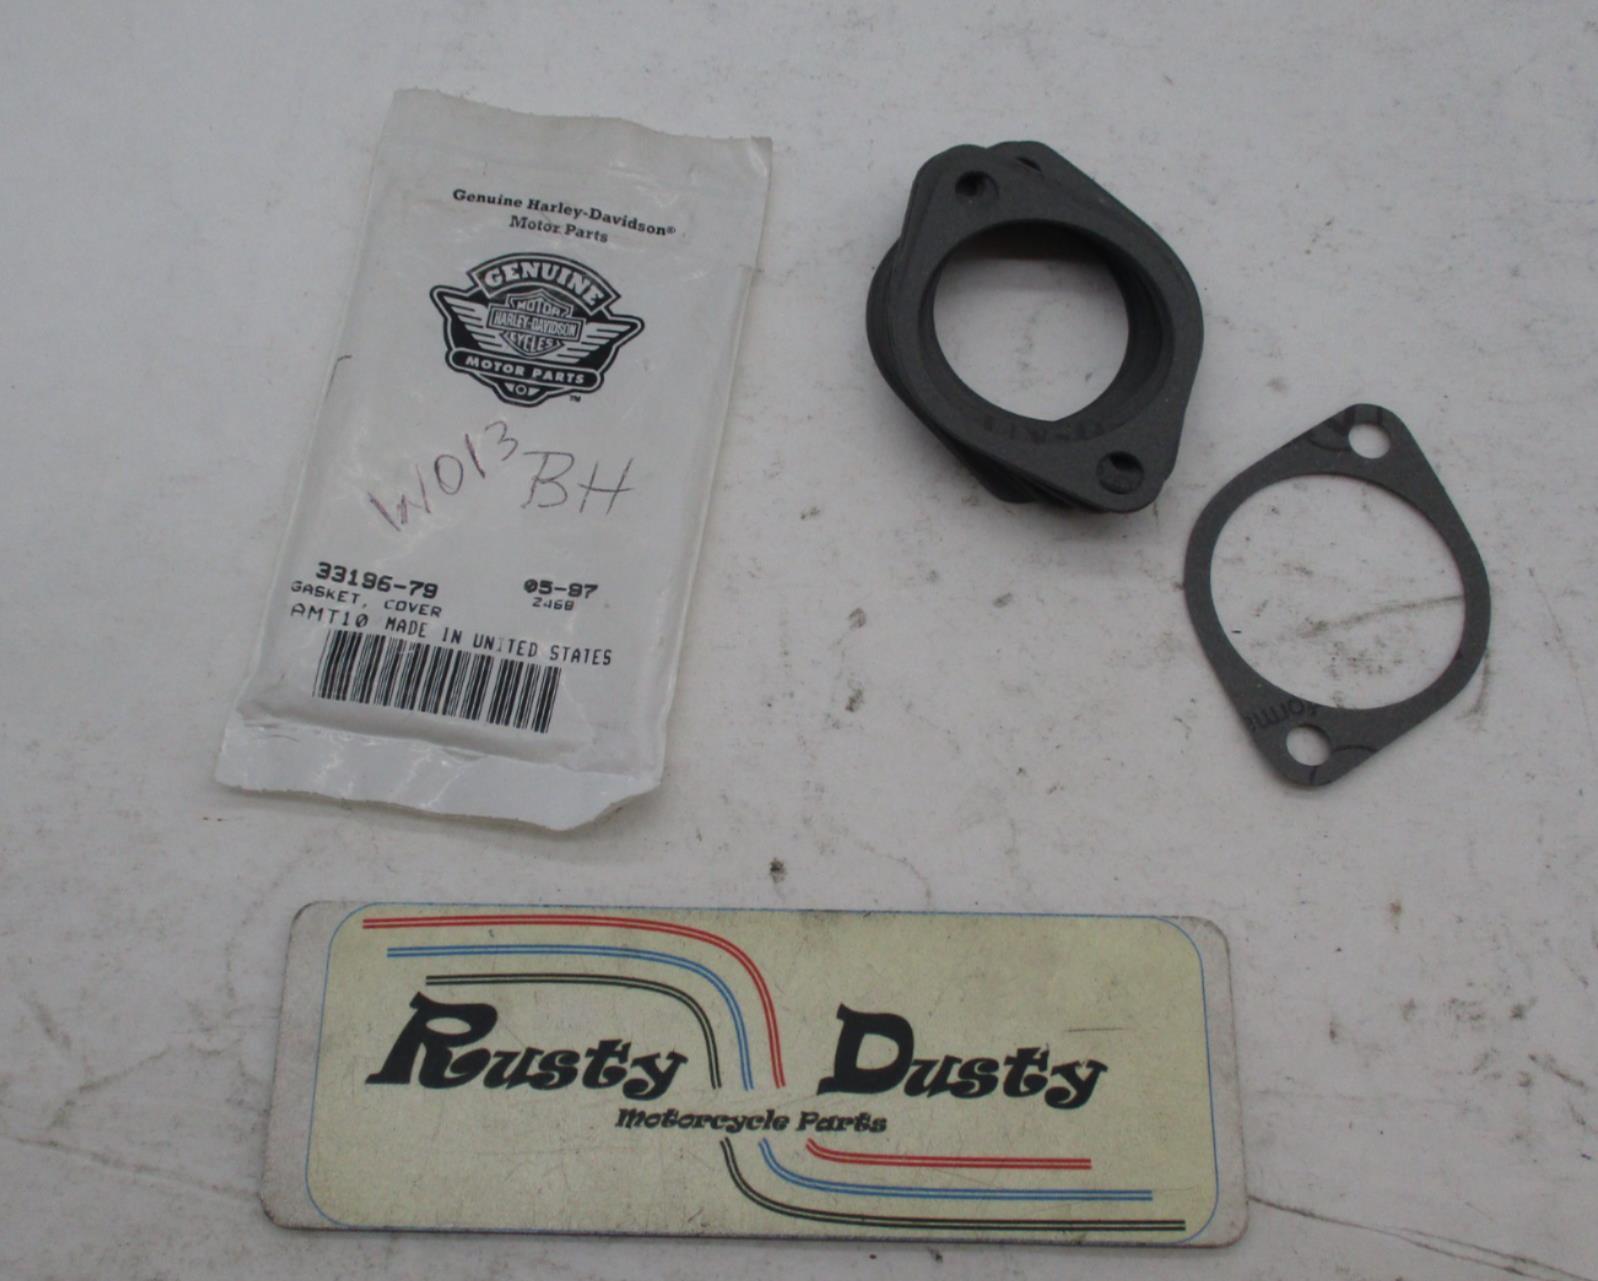 Genuine Harley-Davidson®
Motor Parts
GENUINE
MOTOR
HARLEY-DAVIDSON
CYCLES
MOTOR PARTS
TM
W013 BH
33196-79 05-97
GASKET, COVER 2468
AMT10 MADE IN UNITED STATES
Rusty Dusty
Motorcycle Parts